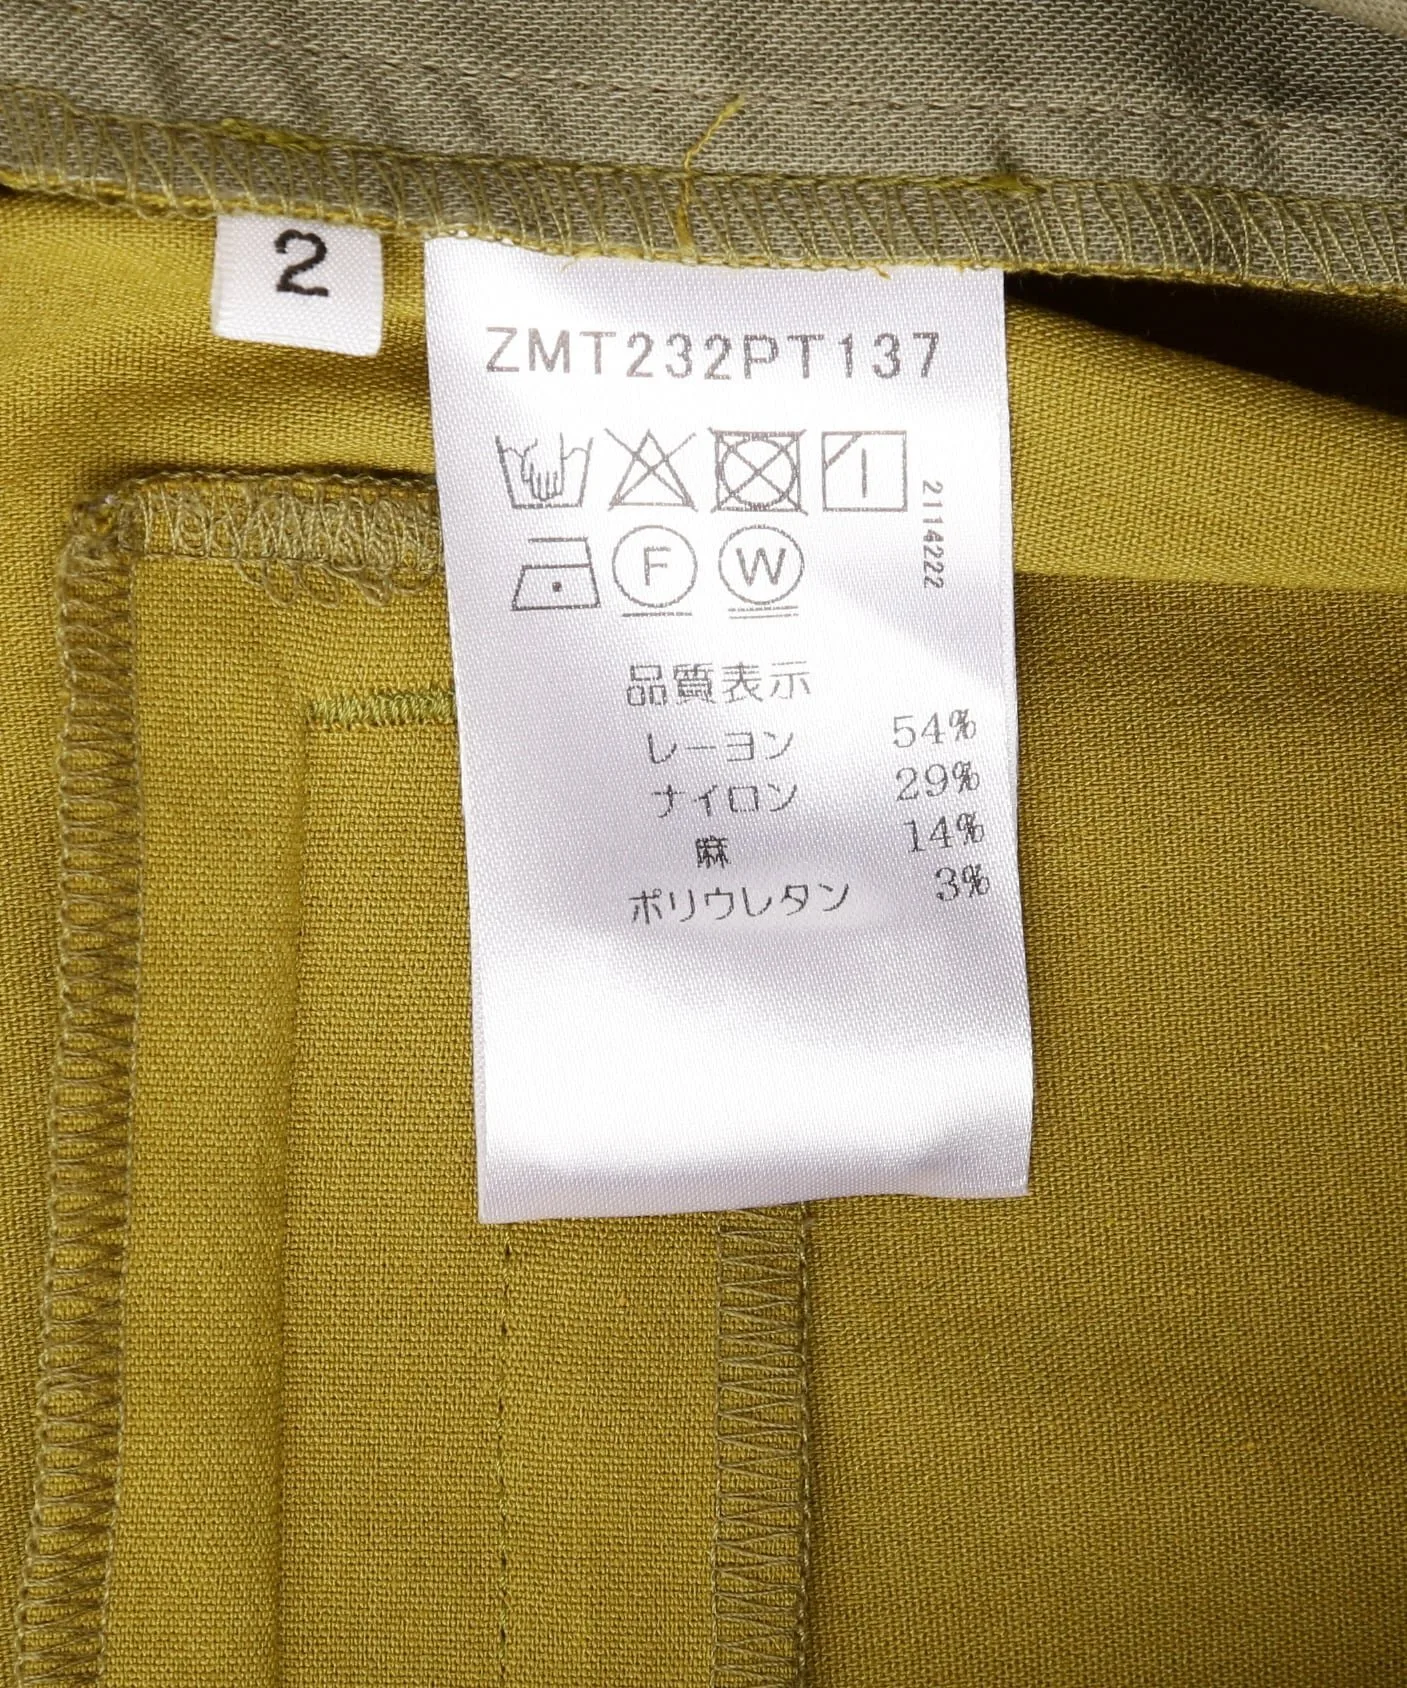 2
ZMT232PT137
2114222
F W
品質表示
レーヨン 54%
ナイロン 29%
麻 14%
ポリウレタン 3%